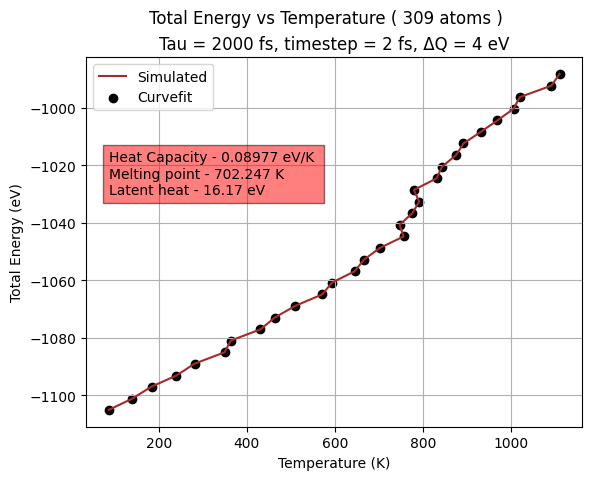 Total Energy vs Temperature ( 309 atoms )
Tau = 2000 fs, timestep = 2 fs, ΔQ = 4 eV
Simulated
Curvefit
Heat Capacity - 0.08977 eV/K
Melting point - 702.247 K
Latent heat - 16.17 eV
Total Energy (eV)
−1000
−1020
−1040
−1060
−1080
−1100
200 400 600 800 1000
Temperature (K)